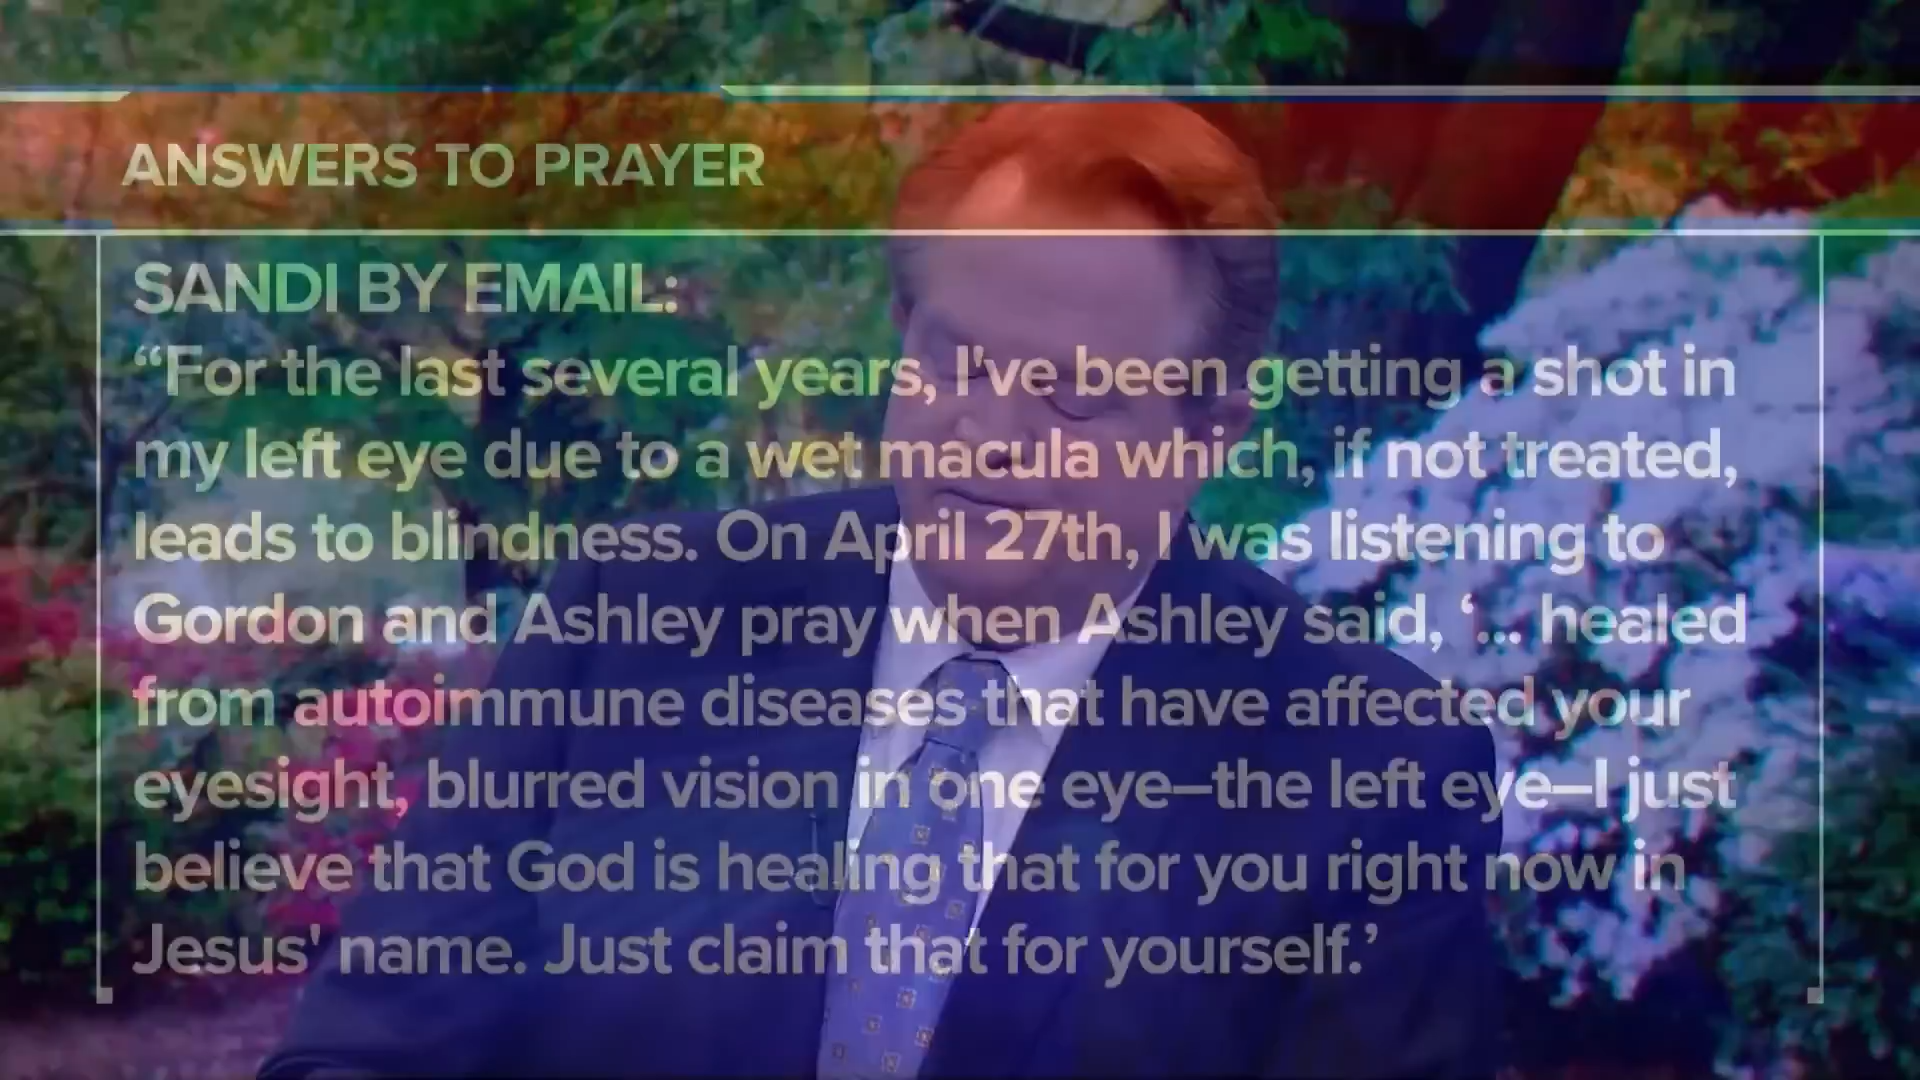 ANSWERS TO PRAYER
SANDI BY EMAIL:
“For the last several years, I've been getting a shot in
my left eye due to a wet macula which, if not treated,
leads to blindness. On April 27th, I was listening to
Gordon and Ashley pray when Ashley said, ‘... healed
from autoimmune diseases that have affected your
eyesight, blurred vision in one eye–the left eye–I just
believe that God is healing that for you right now in
Jesus' name. Just claim that for yourself.’